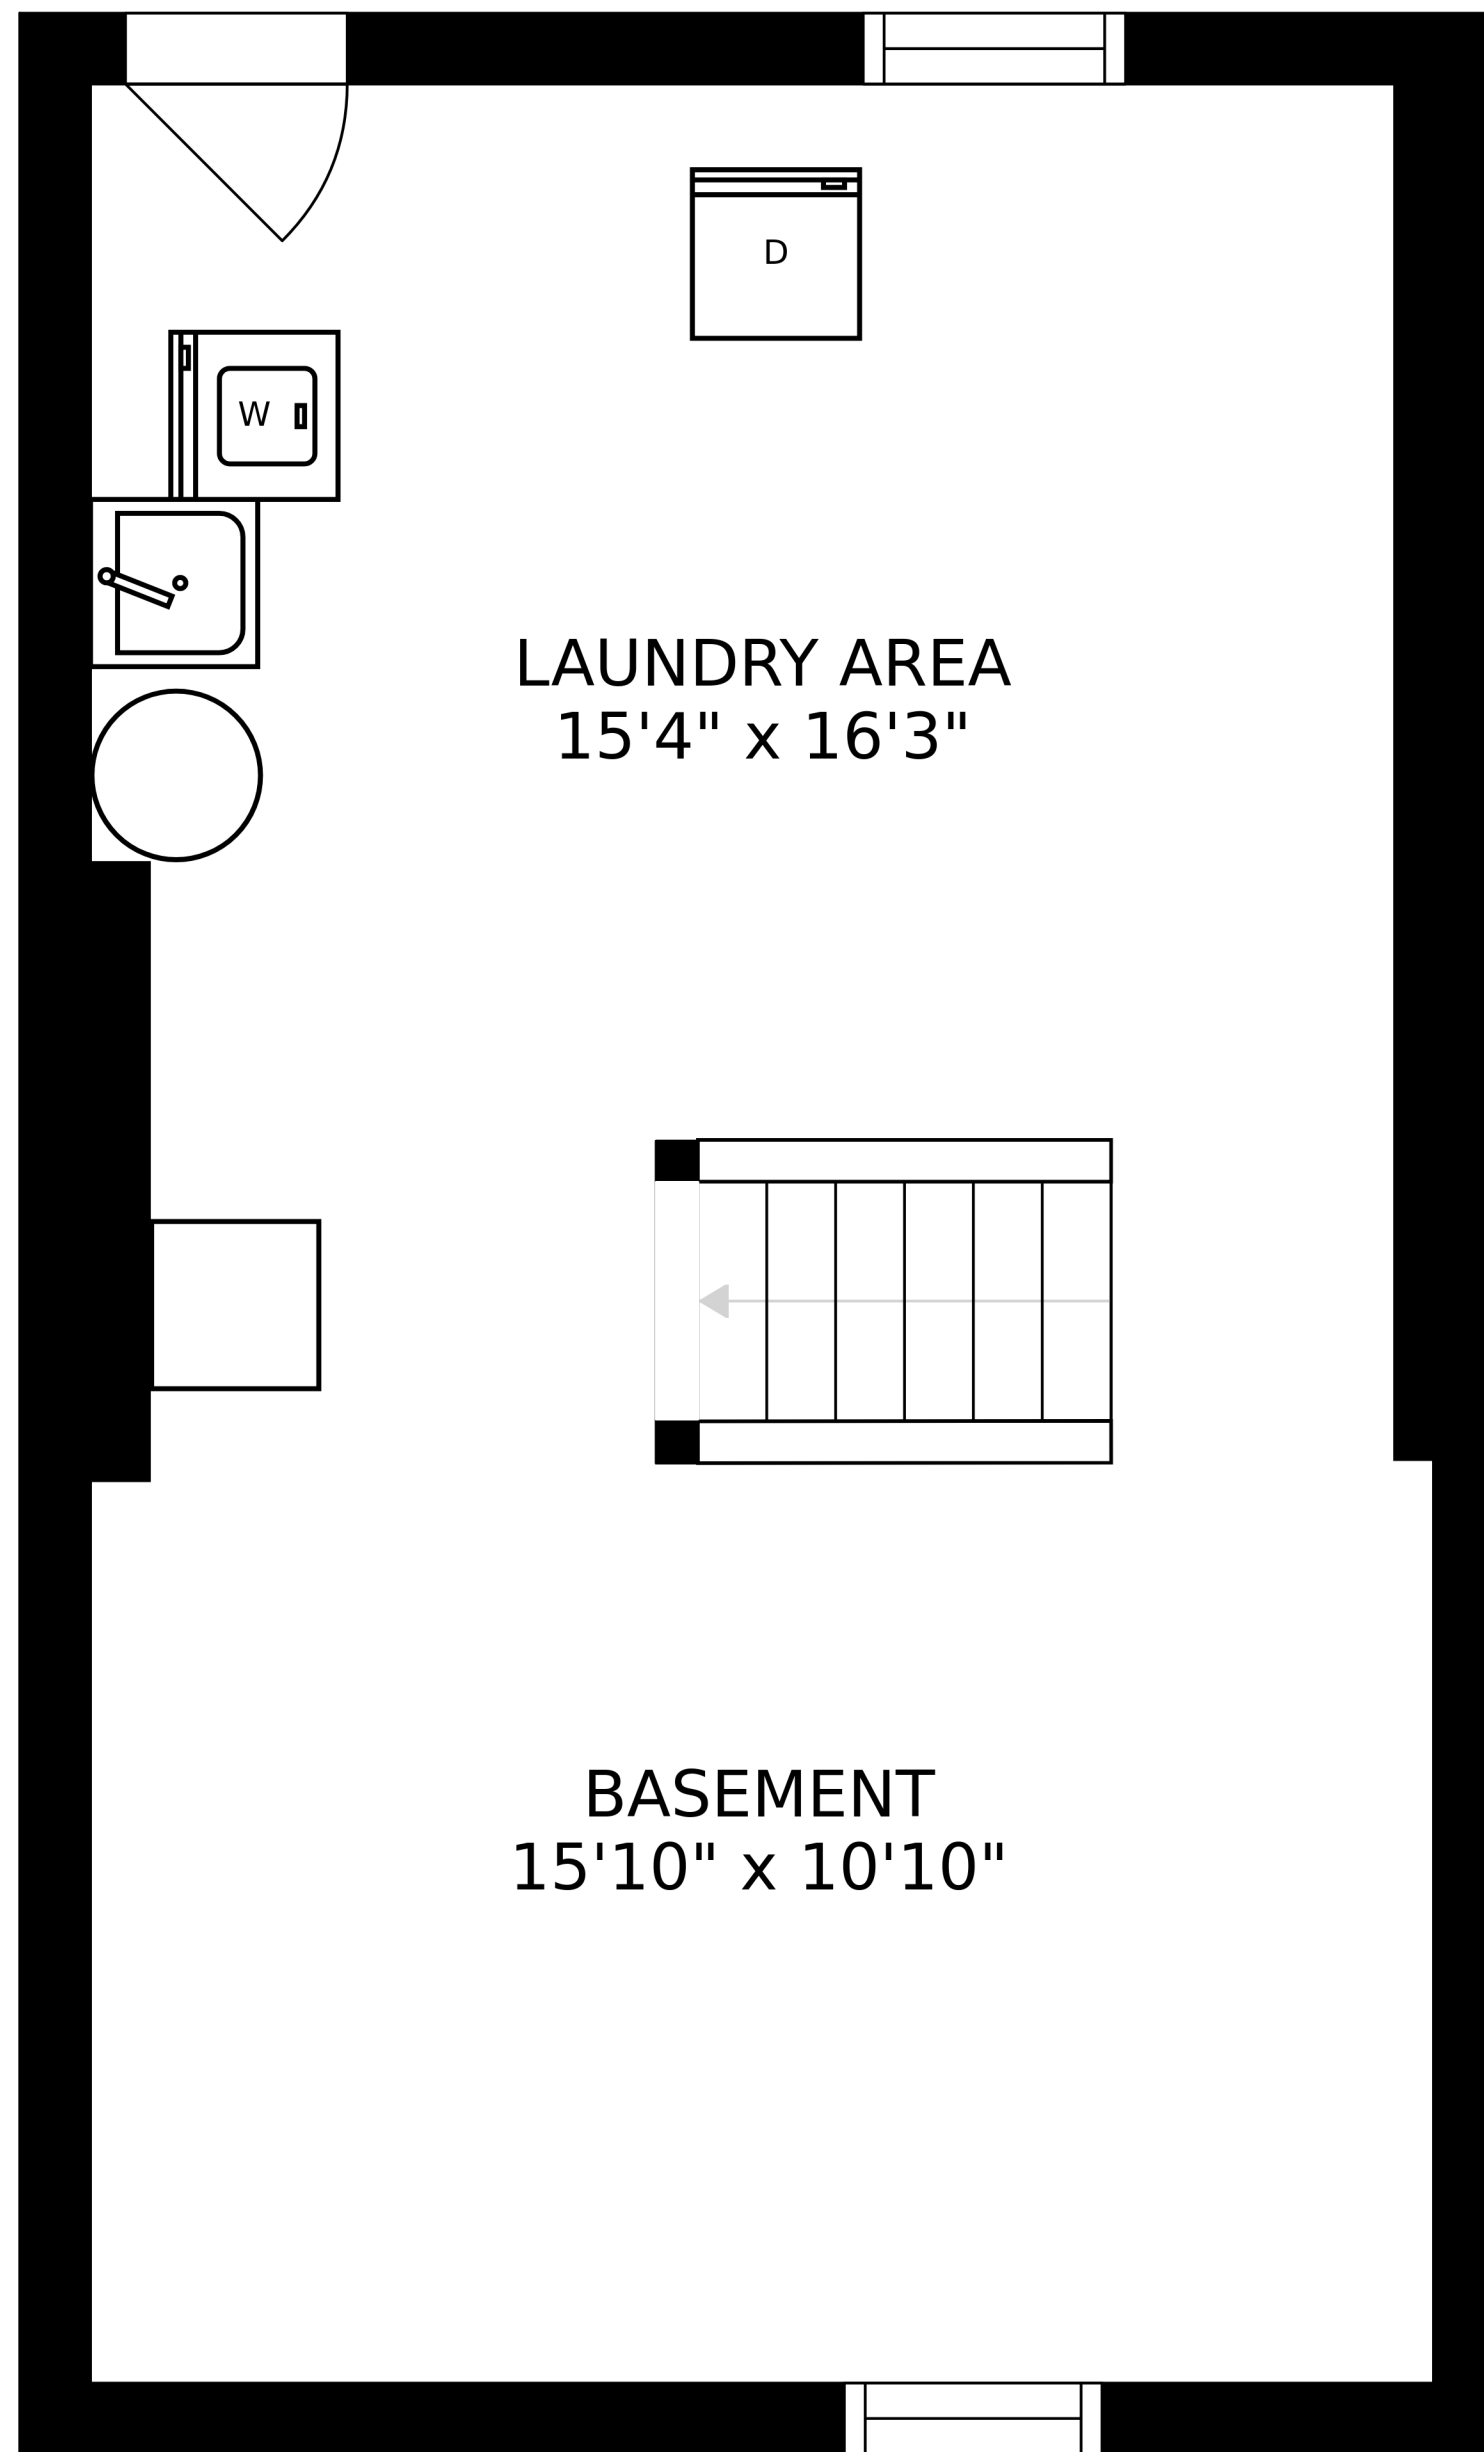 D
W
LAUNDRY AREA
15'4" x 16'3"
BASEMENT
15'10" x 10'10"